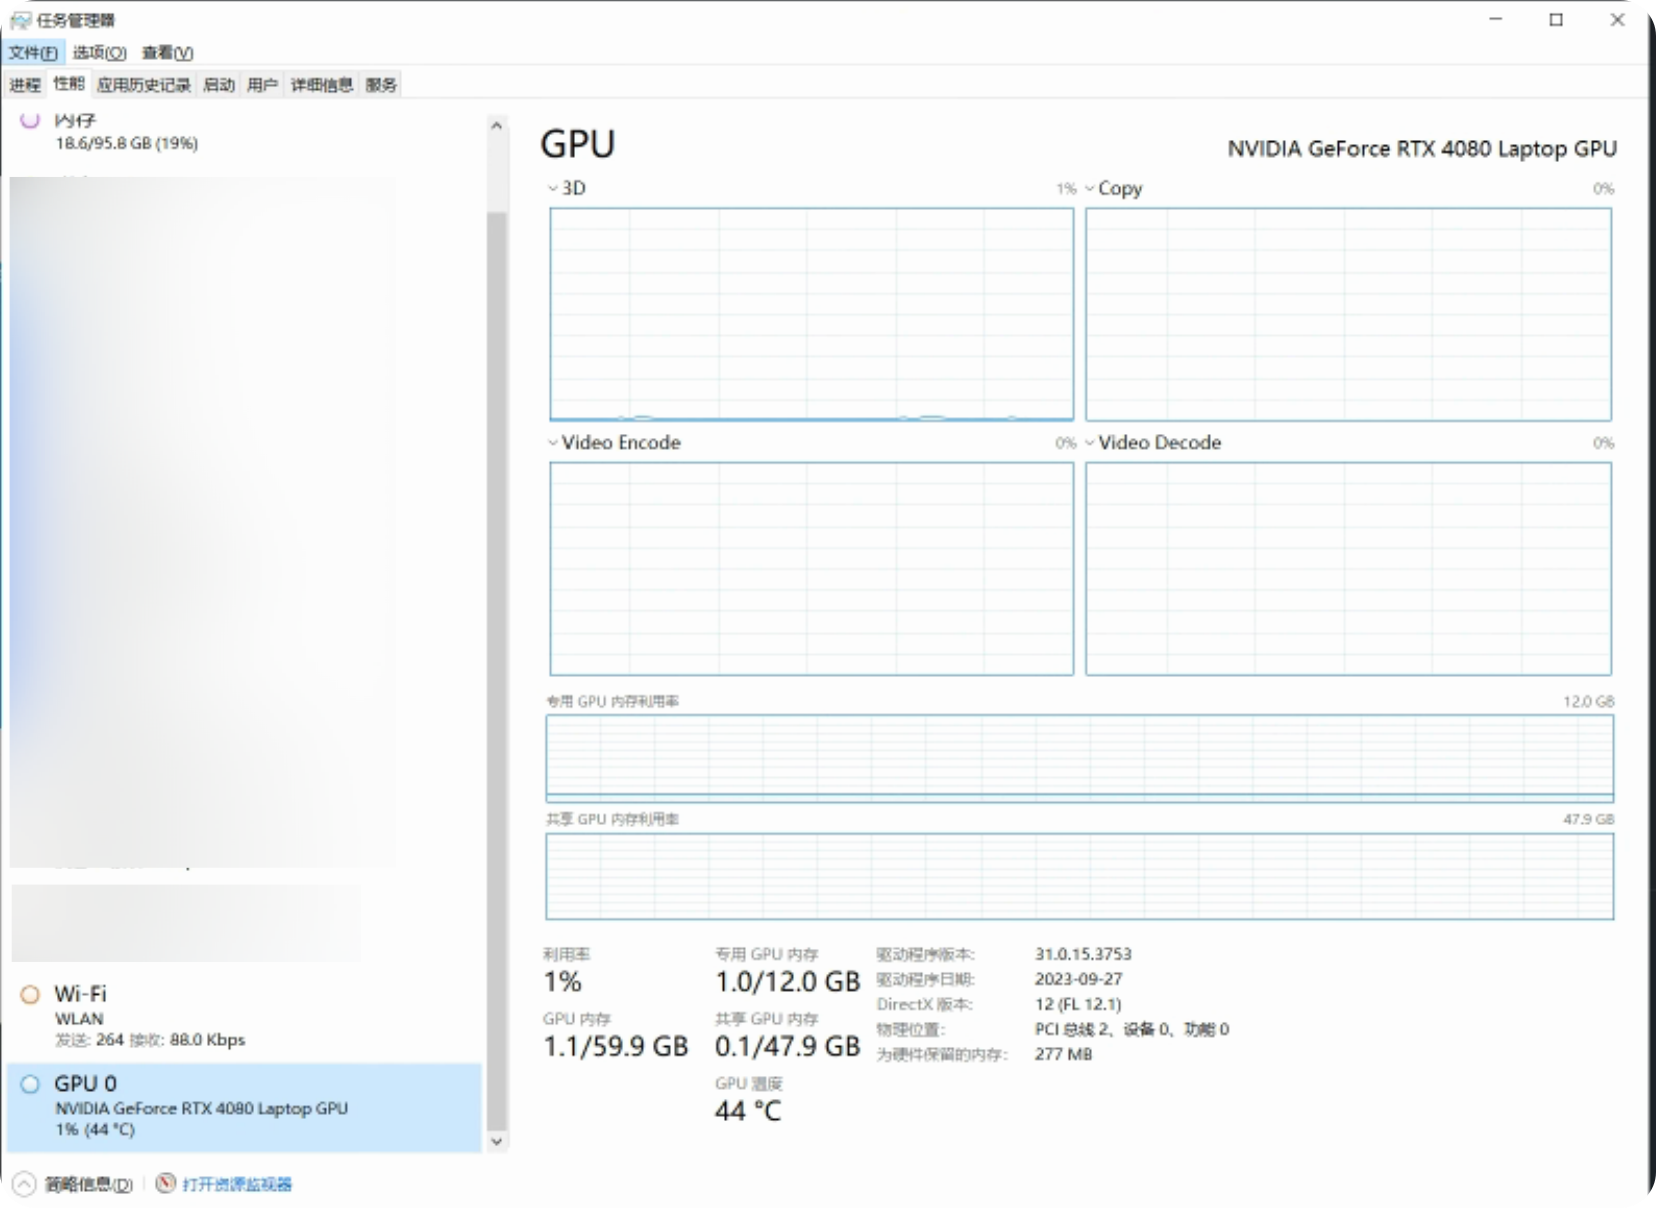 任务管理器
文件(F) 选项(O) 查看(V)
进程 性能 应用历史记录 启动 用户 详细信息 服务
内存
18.6/95.8 GB (19%)
Wi-Fi
WLAN
发送: 264 接收: 88.0 Kbps
GPU 0
NVIDIA GeForce RTX 4080 Laptop GPU
1% (44 °C)
GPU
NVIDIA GeForce RTX 4080 Laptop GPU
3D 1% Copy 0%
Video Encode 0% Video Decode 0%
专用 GPU 内存利用率 12.0 GB
共享 GPU 内存利用率 47.9 GB
利用率
1%
专用 GPU 内存
1.0/12.0 GB
GPU 内存
1.1/59.9 GB
共享 GPU 内存
0.1/47.9 GB
GPU 温度
44 °C
驱动程序版本: 31.0.15.3753
驱动程序日期: 2023-09-27
DirectX 版本: 12 (FL 12.1)
物理位置: PCI 总线 2、设备 0、功能 0
为硬件保留的内存: 277 MB
简略信息(D) 打开资源监视器